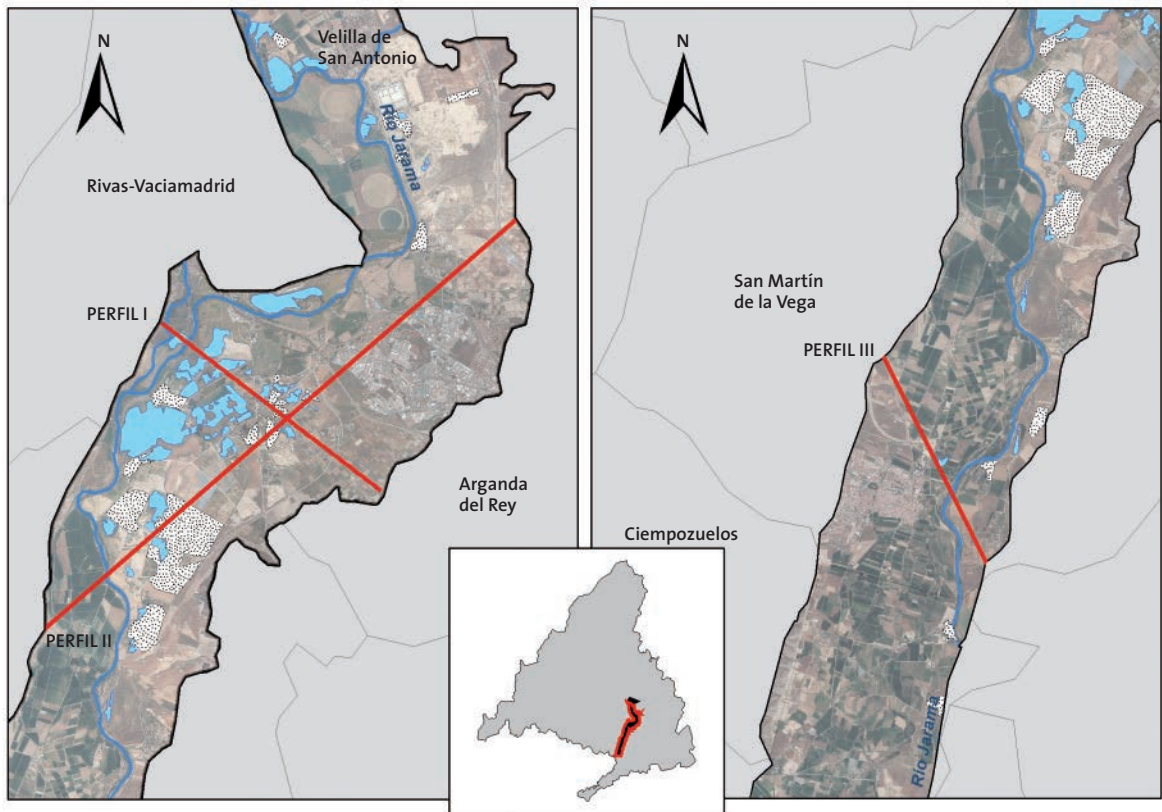 N
Velilla de
San Antonio
Río Jarama
Rivas-Vaciamadrid
PERFIL I
Arganda
del Rey
PERFIL II
N
San Martín
de la Vega
PERFIL III
Ciempozuelos
Río Jarama